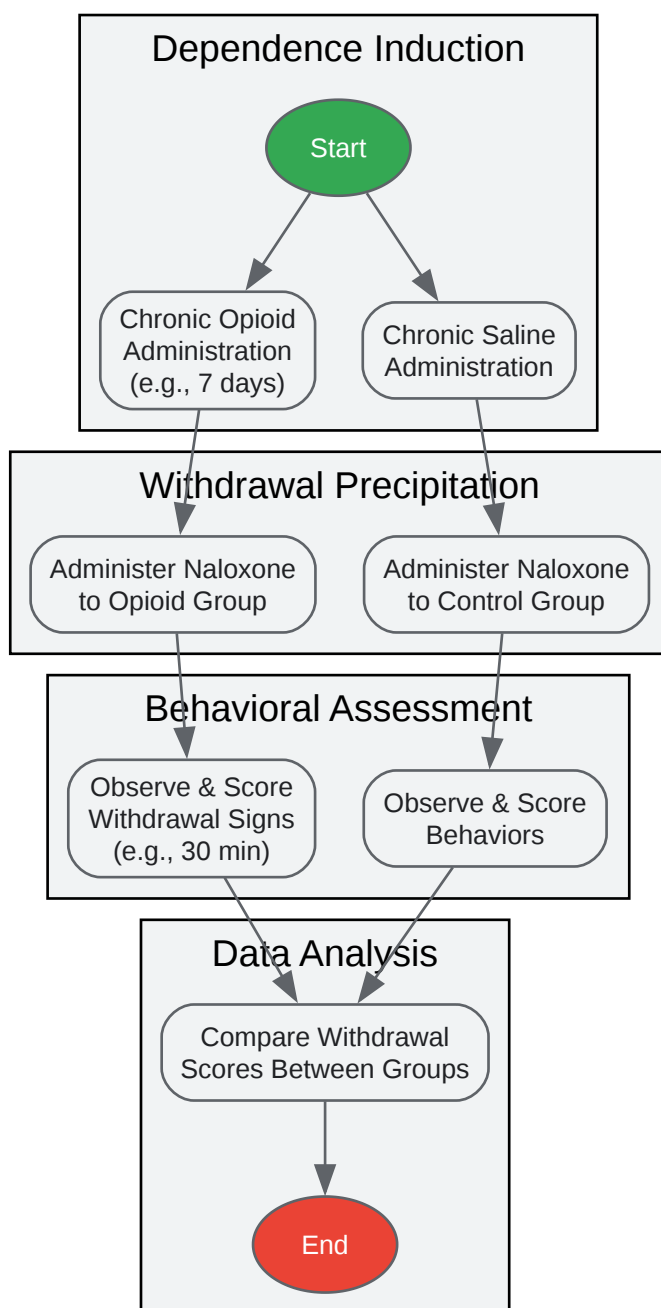 Dependence Induction
Start
Chronic Opioid
Administration
(e.g., 7 days)
Chronic Saline
Administration
Withdrawal Precipitation
Administer Naloxone
to Opioid Group
Administer Naloxone
to Control Group
Behavioral Assessment
Observe & Score
Withdrawal Signs
(e.g., 30 min)
Observe & Score
Behaviors
Data Analysis
Compare Withdrawal
Scores Between Groups
End